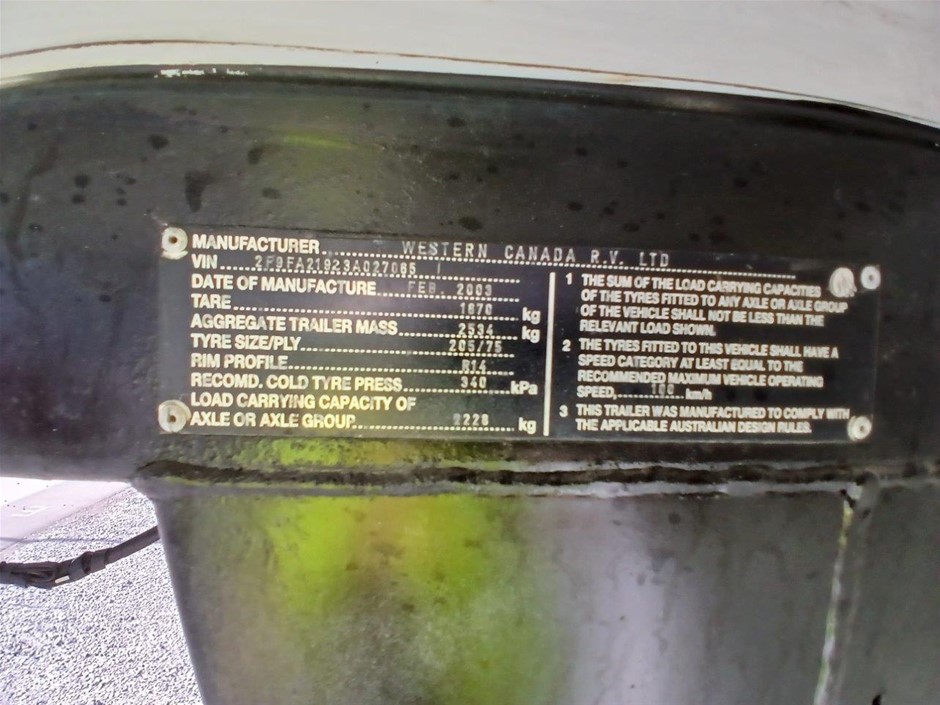 MANUFACTURER WESTERN CANADA R.V. LTD
VIN 2F9FA21923A027065
DATE OF MANUFACTURE FEB. 2003
TARE 1670 kg
AGGREGATE TRAILER MASS 2534 kg
TYRE SIZE/PLY 205/75
RIM PROFILE R14
RECOMD. COLD TYRE PRESS 340 kPa
LOAD CARRYING CAPACITY OF
AXLE OR AXLE GROUP 2228 kg
1 THE SUM OF THE LOAD CARRYING CAPACITIES
OF THE TYRES FITTED TO ANY AXLE OR AXLE GROUP
OF THE VEHICLE SHALL NOT BE LESS THAN THE
RELEVANT LOAD SHOWN.
2 THE TYRES FITTED TO THIS VEHICLE SHALL HAVE A
SPEED CATEGORY AT LEAST EQUAL TO THE
RECOMMENDED MAXIMUM VEHICLE OPERATING
SPEED, 100 km/h
3 THIS TRAILER WAS MANUFACTURED TO COMPLY WITH
THE APPLICABLE AUSTRALIAN DESIGN RULES.